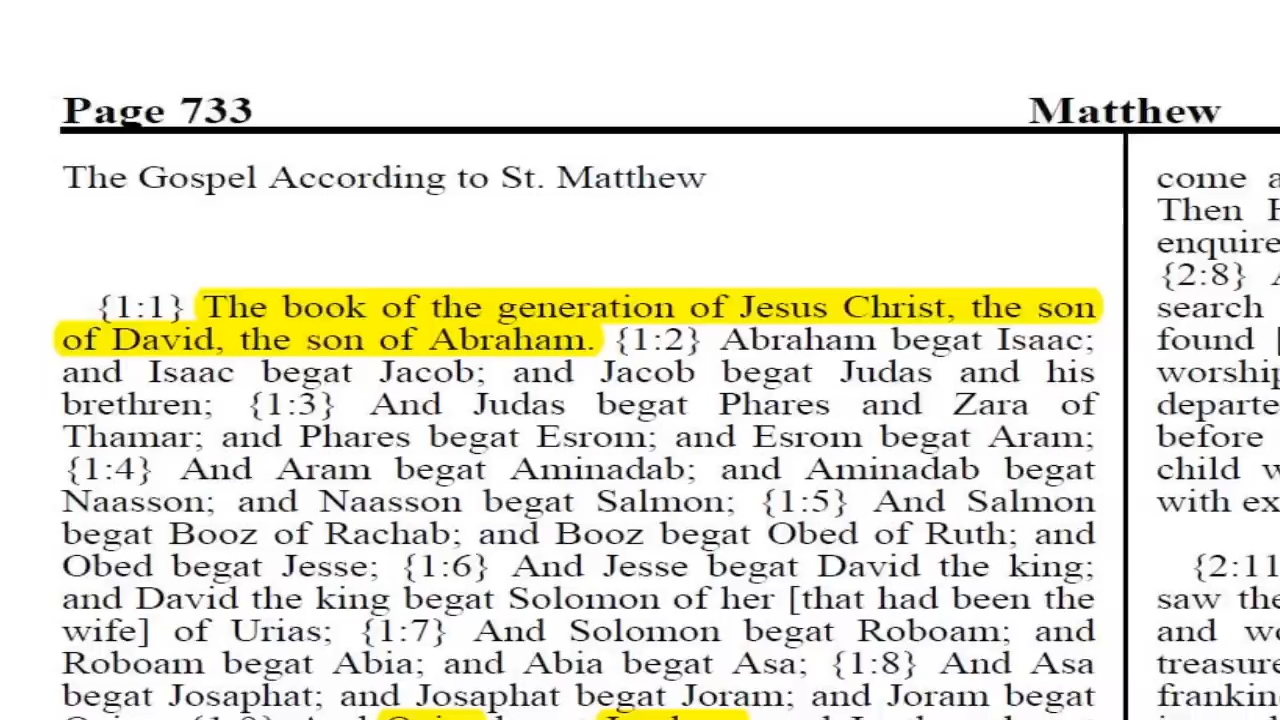 Page 733
Matthew
The Gospel According to St. Matthew
{1:1} The book of the generation of Jesus Christ, the son
of David, the son of Abraham. {1:2} Abraham begat Isaac;
and Isaac begat Jacob; and Jacob begat Judas and his
brethren; {1:3} And Judas begat Phares and Zara of
Thamar; and Phares begat Esrom; and Esrom begat Aram;
{1:4} And Aram begat Aminadab; and Aminadab begat
Naasson; and Naasson begat Salmon; {1:5} And Salmon
begat Booz of Rachab; and Booz begat Obed of Ruth; and
Obed begat Jesse; {1:6} And Jesse begat David the king;
and David the king begat Solomon of her [that had been the
wife] of Urias; {1:7} And Solomon begat Roboam; and
Roboam begat Abia; and Abia begat Asa; {1:8} And Asa
begat Josaphat; and Josaphat begat Joram; and Joram begat
come a
Then
enquire
{2:8} A
search
found [
worship
departe
before
child w
with ex
{2:11
saw the
and wo
treasure
frankin